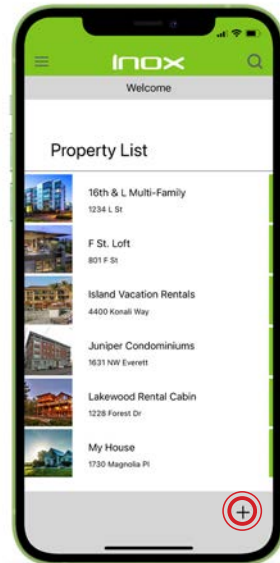 INOX
Welcome
Property List
16th & L Multi-Family
1234 L St
F St. Loft
801 F St
Island Vacation Rentals
4400 Konali Way
Juniper Condominiums
1631 NW Everett
Lakewood Rental Cabin
1228 Forest Dr
My House
1730 Magnolia Pl
+